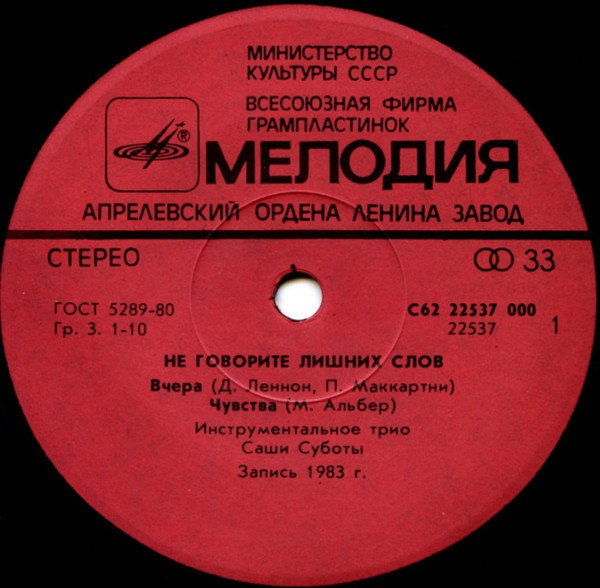 МИНИСТЕРСТВО
КУЛЬТУРЫ СССР
ВСЕСОЮЗНАЯ ФИРМА
ГРАМПЛАСТИНОК
®
МЕЛОДИЯ
АПРЕЛЕВСКИЙ ОРДЕНА ЛЕНИНА ЗАВОД
СТЕРЕО 33
ГОСТ 5289-80 С62 22537 000
Гр. 3. 1-10 22537 1
НЕ ГОВОРИТЕ ЛИШНИХ СЛОВ
Вчера (Д. Леннон, П. Маккартни)
Чувства (М. Альбер)
Инструментальное трио
Саши Субботы
Запись 1983 г.